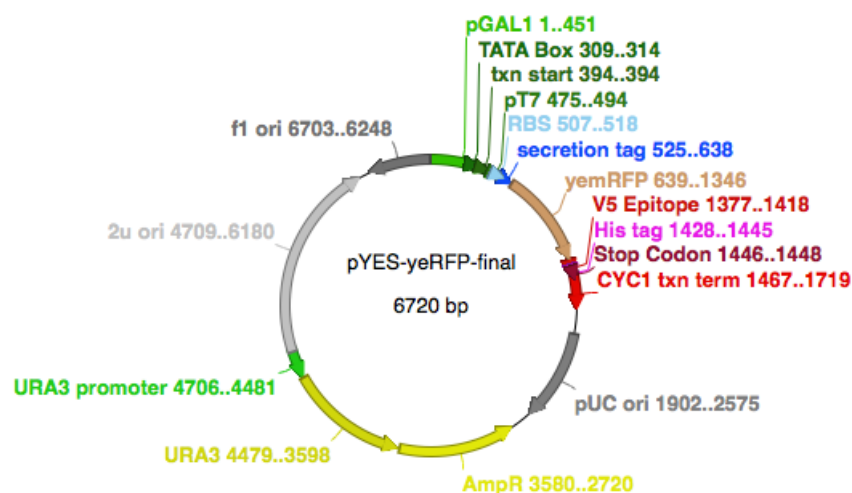 pGAL1 1..451
TATA Box 309..314
txn start 394..394
pT7 475..494
RBS 507..518
f1 ori 6703..6248
secretion tag 525..638
yemRFP 639..1346
V5 Epitope 1377..1418
His tag 1428..1445
2u ori 4709..6180
Stop Codon 1446..1448
pYES-yeRFP-final
CYC1 txn term 1467..1719
6720 bp
URA3 promoter 4706..4481
pUC ori 1902..2575
URA3 4479..3598
AmpR 3580..2720